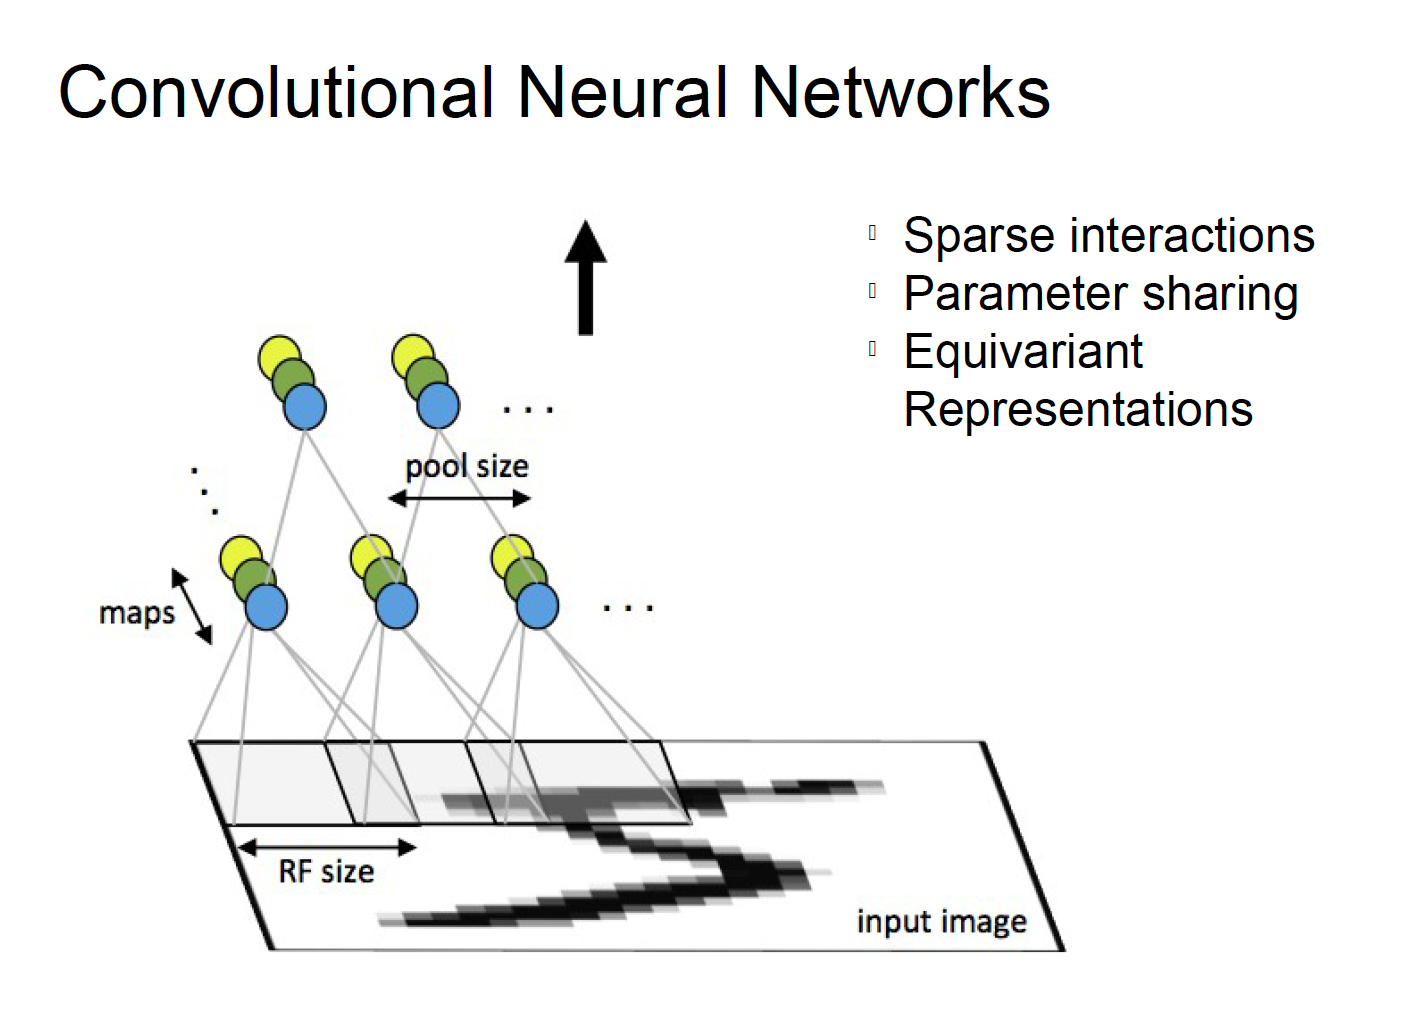 Convolutional Neural Networks
Sparse interactions
Parameter sharing
Equivariant
Representations
. . .
pool size
maps
. . .
RF size
input image